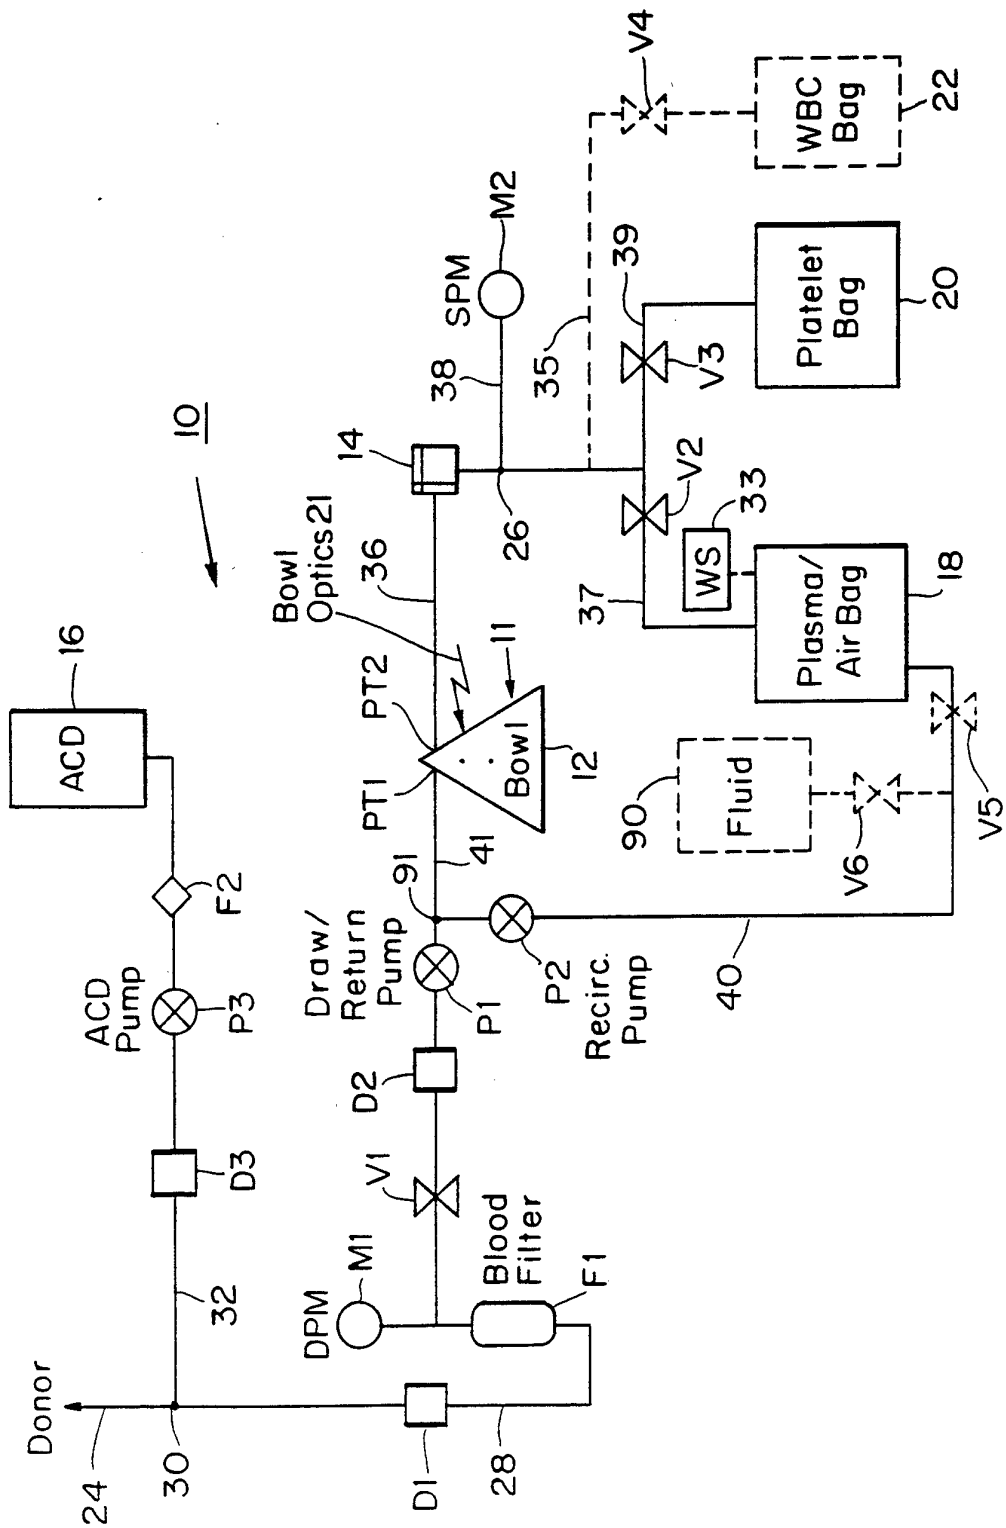 10
ACD
16
F2
ACD
Pump
P3
D3
32
Donor
24
30
D1
28
DPM
M1
Blood
Filter
F1
V1
D2
Draw/
Return
Pump
P1
91
41
P2
Recirc.
Pump
40
PT1
PT2
Bowl
Optics21
11
Bowl
12
36
14
26
38
SPM
M2
35
V4
WBC
Bag
22
39
V3
Platelet
Bag
20
V2
37
WS
33
Plasma/
Air Bag
18
V5
90
Fluid
V6